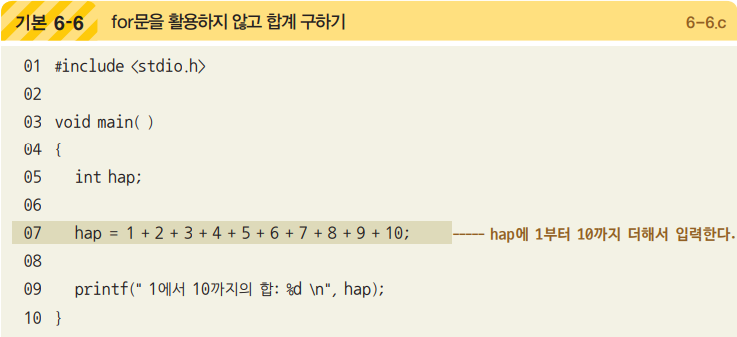 기본 6-6 for문을 활용하지 않고 합계 구하기 6-6.c
01 #include <stdio.h>
02
03 void main( )
04 {
05 int hap;
06
07 hap = 1 + 2 + 3 + 4 + 5 + 6 + 7 + 8 + 9 + 10; ----- hap에 1부터 10까지 더해서 입력한다.
08
09 printf(" 1에서 10까지의 합: %d \n", hap);
10 }